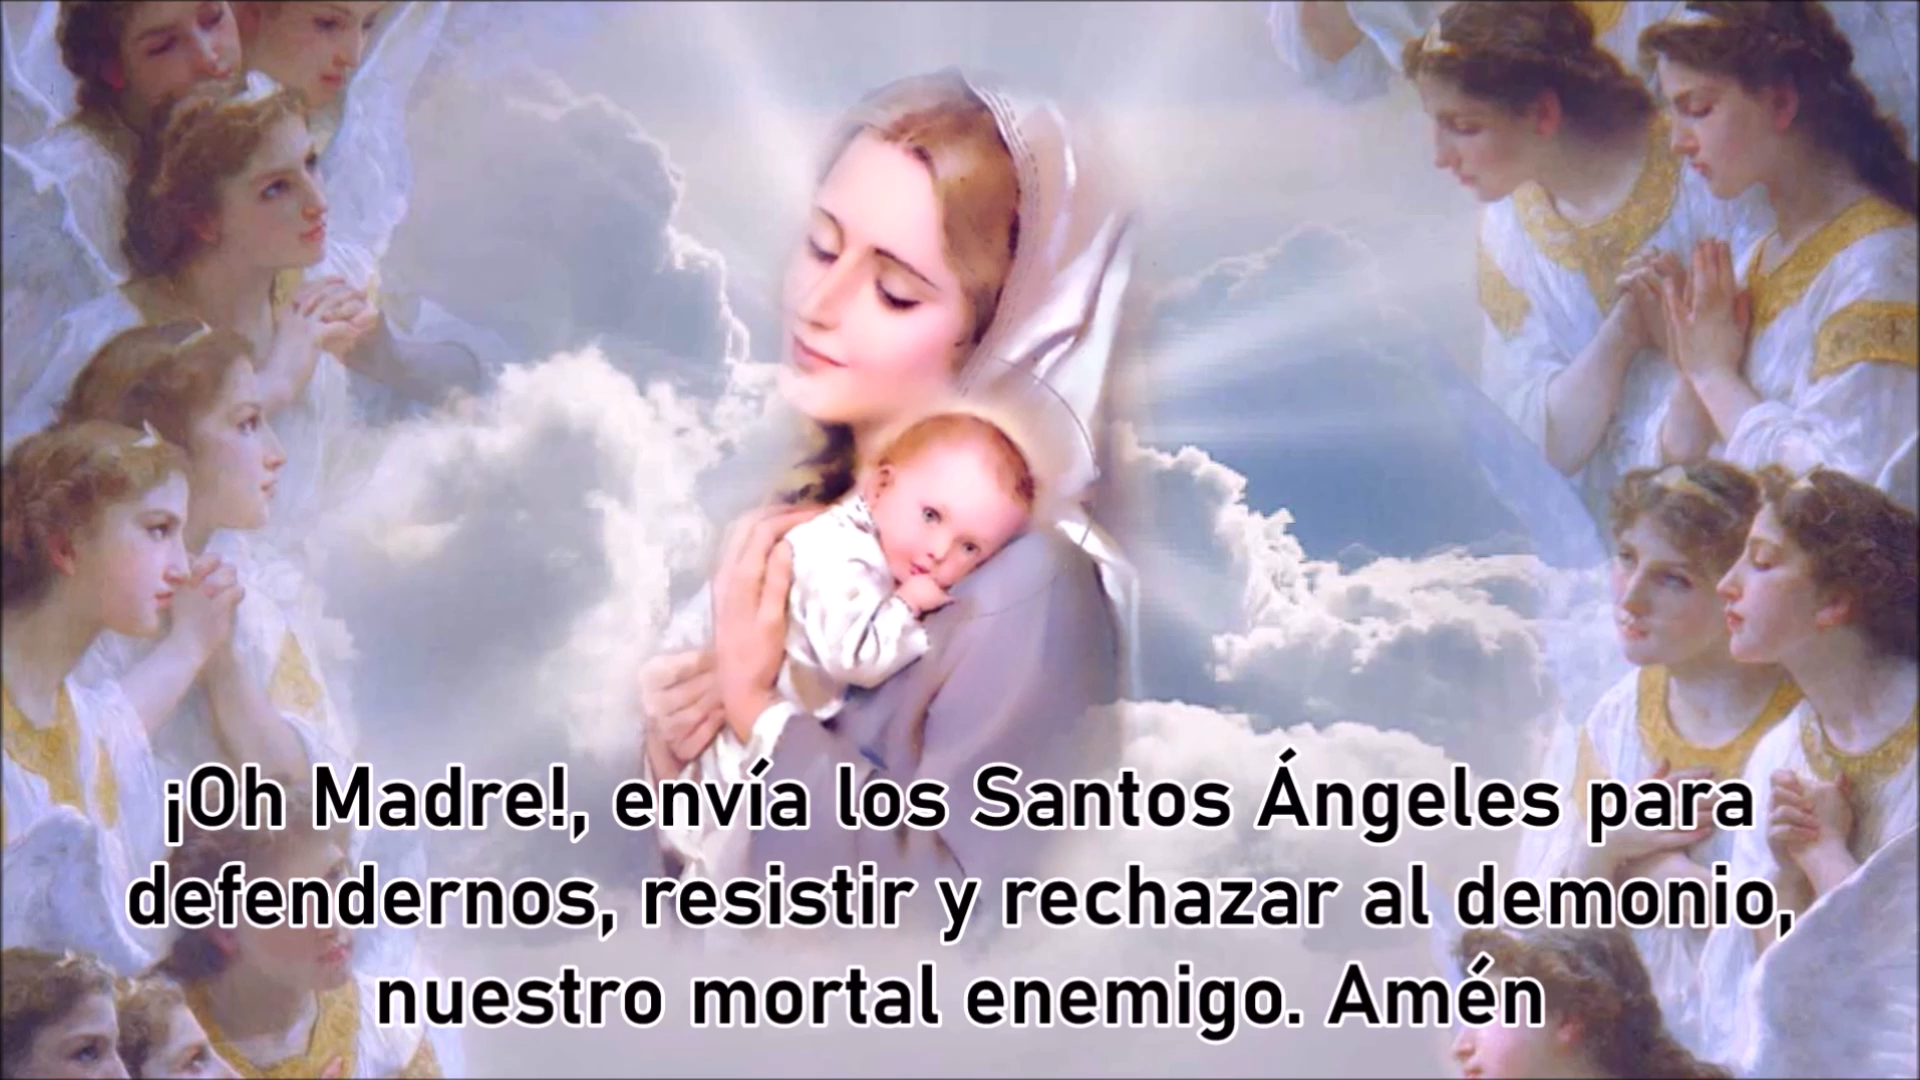 ¡Oh Madre!, envía los Santos Ángeles para
defendernos, resistir y rechazar al demonio,
nuestro mortal enemigo. Amén